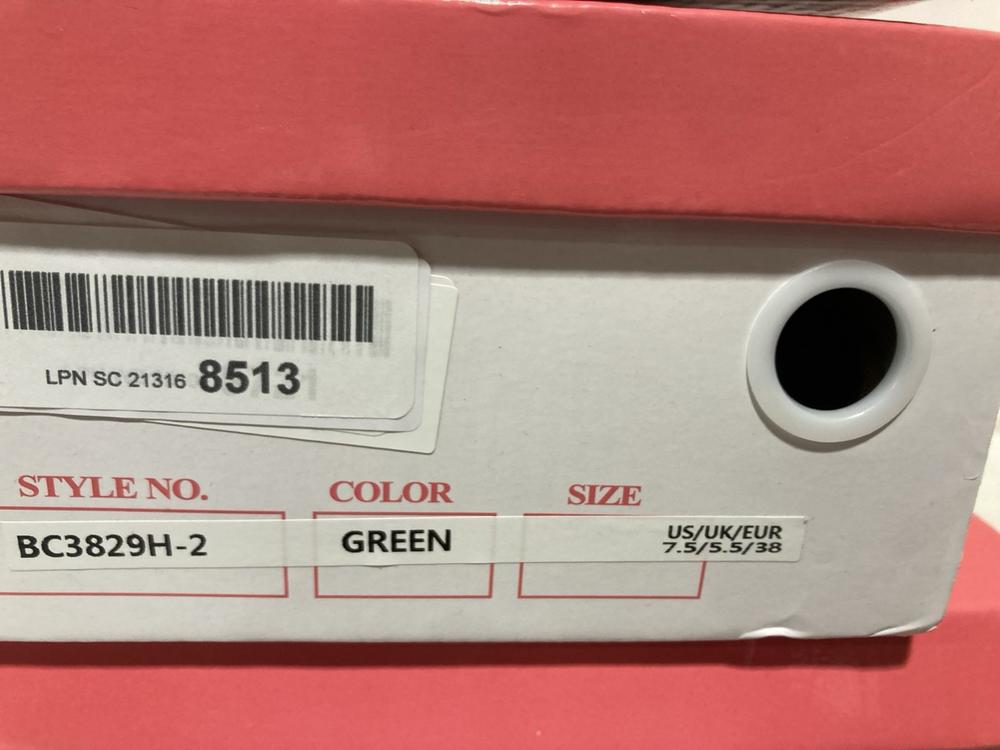 LPN SC 21316 8513
STYLE NO. COLOR SIZE
BC3829H-2 GREEN US/UK/EUR
7.5/5.5/38